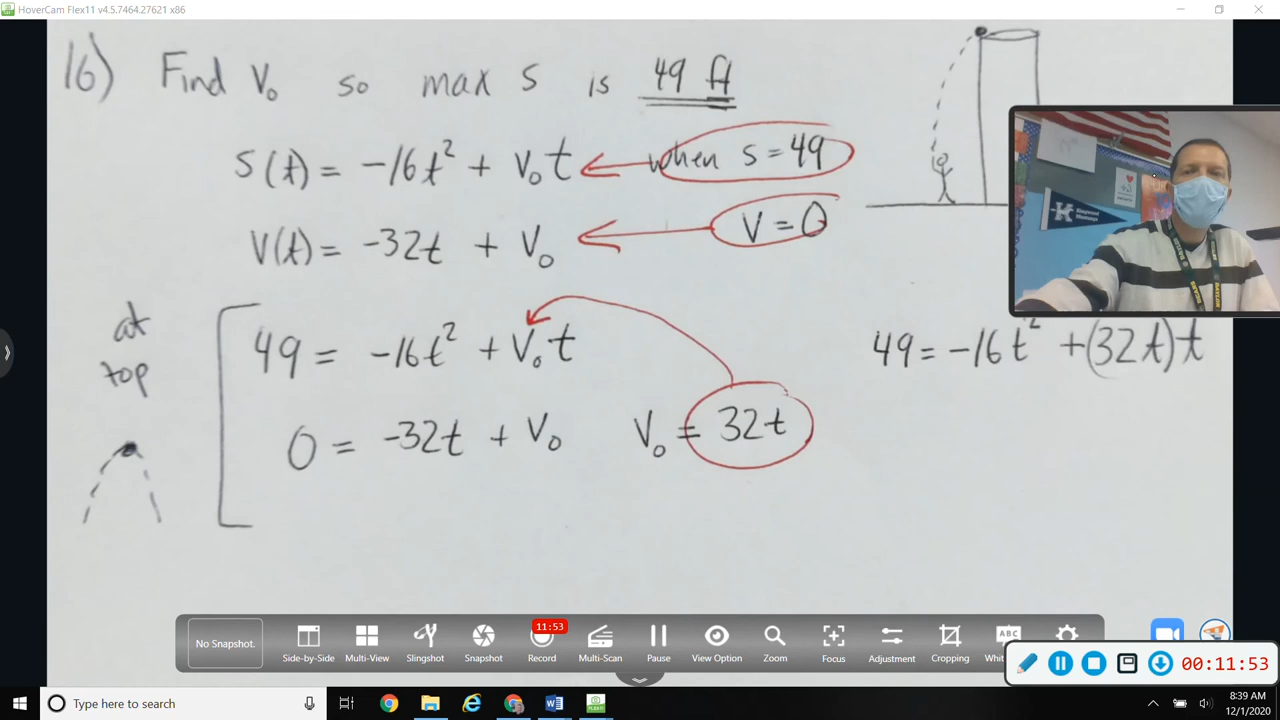 HoverCam Flex11 v4.5.7464.27621 x86
16) Find V₀ so max s is 49 ft
s(t) = -16t² + V₀t when s = 49
V(t) = -32t + V₀ V = 0
at top
49 = -16t² + V₀t
49 = -16t² + (32t)t
0 = -32t + V₀ V₀ = 32t
No Snapshot.
Side-by-Side
Multi-View
Slingshot
Snapshot
11:53
Record
Multi-Scan
Pause
View Option
Zoom
Focus
Adjustment
Cropping
ABC
Whit
00:11:53
Type here to search
8:39 AM
12/1/2020